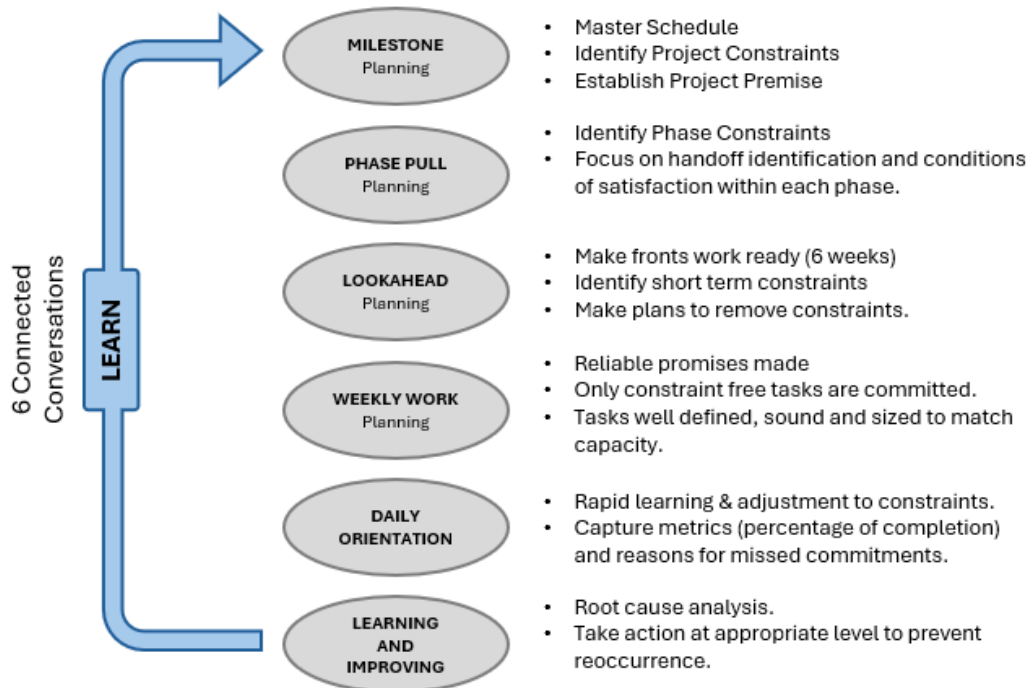 6 Connected
Conversations
LEARN
MILESTONE
Planning
• Master Schedule
• Identify Project Constraints
• Establish Project Premise
PHASE PULL
Planning
• Identify Phase Constraints
• Focus on handoff identification and conditions
of satisfaction within each phase.
LOOKAHEAD
Planning
• Make fronts work ready (6 weeks)
• Identify short term constraints
• Make plans to remove constraints.
WEEKLY WORK
Planning
• Reliable promises made
• Only constraint free tasks are committed.
• Tasks well defined, sound and sized to match
capacity.
DAILY
ORIENTATION
• Rapid learning & adjustment to constraints.
• Capture metrics (percentage of completion)
and reasons for missed commitments.
LEARNING
AND
IMPROVING
• Root cause analysis.
• Take action at appropriate level to prevent
reoccurrence.